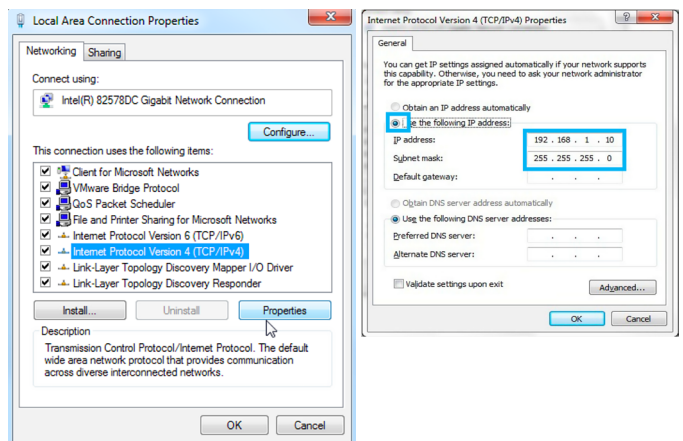 Local Area Connection Properties
Networking
Sharing
Connect using:
Intel(R) 82578DC Gigabit Network Connection
Configure...
This connection uses the following items:
Client for Microsoft Networks
VMware Bridge Protocol
QoS Packet Scheduler
File and Printer Sharing for Microsoft Networks
Internet Protocol Version 6 (TCP/IPv6)
Internet Protocol Version 4 (TCP/IPv4)
Link-Layer Topology Discovery Mapper I/O Driver
Link-Layer Topology Discovery Responder
Install...
Uninstall
Properties
Description
Transmission Control Protocol/Internet Protocol. The default
wide area network protocol that provides communication
across diverse interconnected networks.
OK
Cancel
Internet Protocol Version 4 (TCP/IPv4) Properties
General
You can get IP settings assigned automatically if your network supports
this capability. Otherwise, you need to ask your network administrator
for the appropriate IP settings.
Obtain an IP address automatically
se the following IP address:
IP address:
192 . 168 . 1 . 10
Subnet mask:
255 . 255 . 255 . 0
Default gateway:
. . .
Obtain DNS server address automatically
Use the following DNS server addresses:
Preferred DNS server:
. . .
Alternate DNS server:
. . .
Validate settings upon exit
Advanced...
OK
Cancel